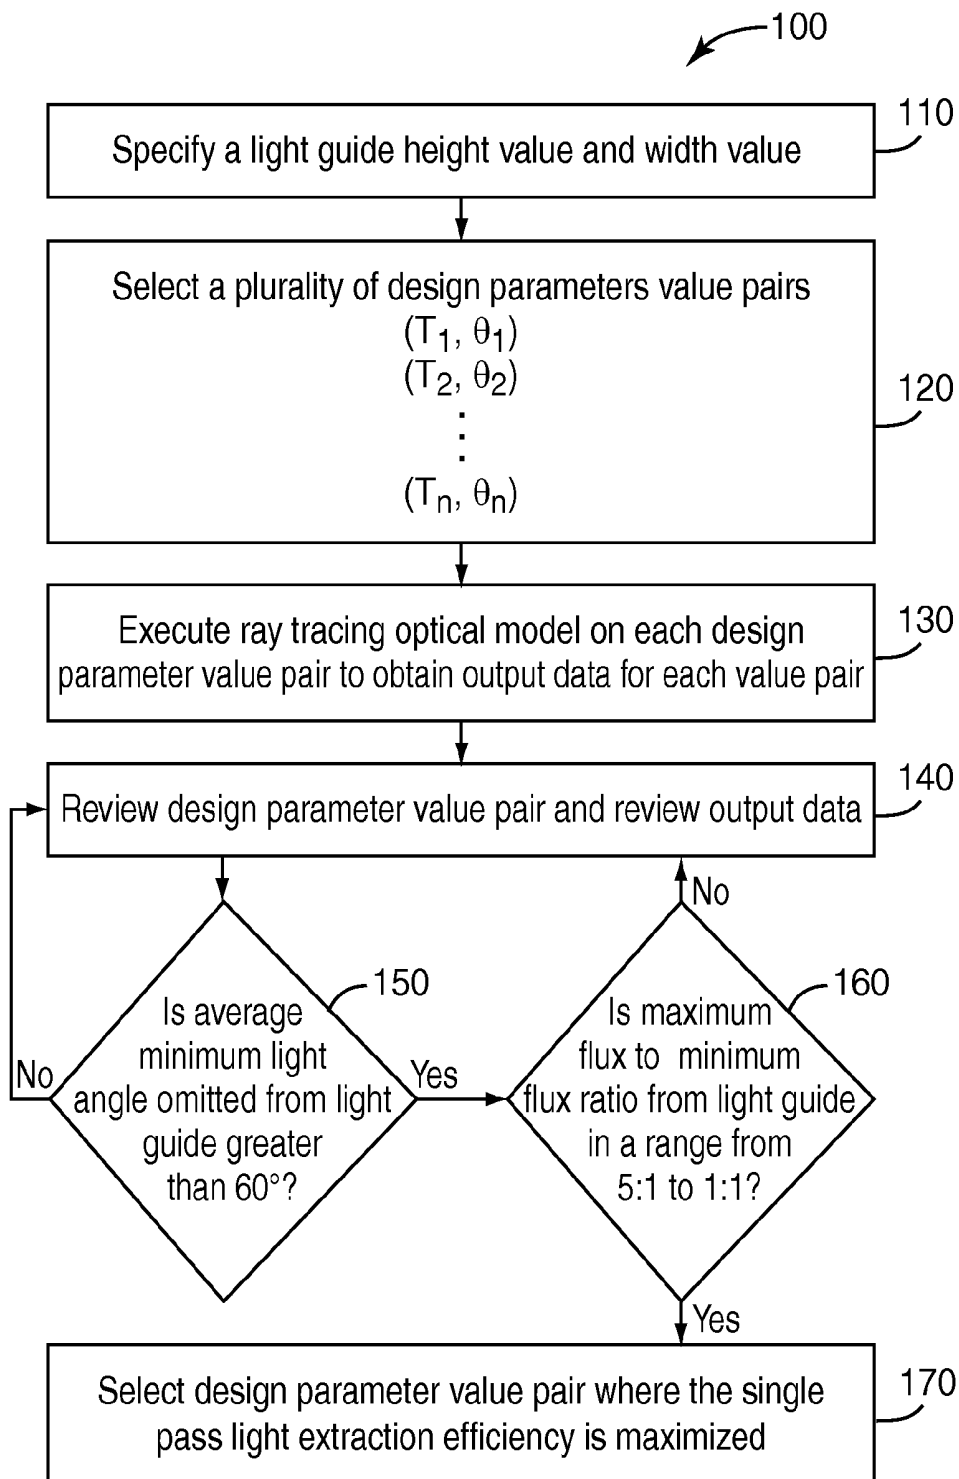 100
110
Specify a light guide height value and width value
Select a plurality of design parameters value pairs
(T1, θ1)
(T2, θ2)
.
.
.
(Tn, θn)
120
Execute ray tracing optical model on each design
parameter value pair to obtain output data for each value pair
130
Review design parameter value pair and review output data
140
No
150
Is average
minimum light
angle omitted from light
guide greater
than 60°?
No
Yes
160
Is maximum
flux to minimum
flux ratio from light guide
in a range from
5:1 to 1:1?
Yes
Select design parameter value pair where the single
pass light extraction efficiency is maximized
170